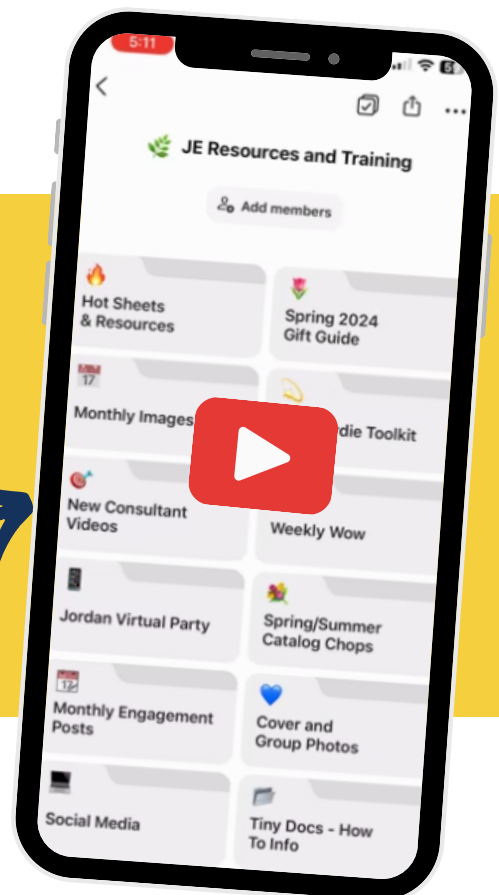 5:11
JE Resources and Training
Add members
Hot Sheets
& Resources
Spring 2024
Gift Guide
17
Monthly Images
die Toolkit
New Consultant
Videos
Weekly Wow
Jordan Virtual Party
Spring/Summer
Catalog Chops
12
Monthly Engagement
Posts
Cover and
Group Photos
Social Media
Tiny Docs - How
To Info